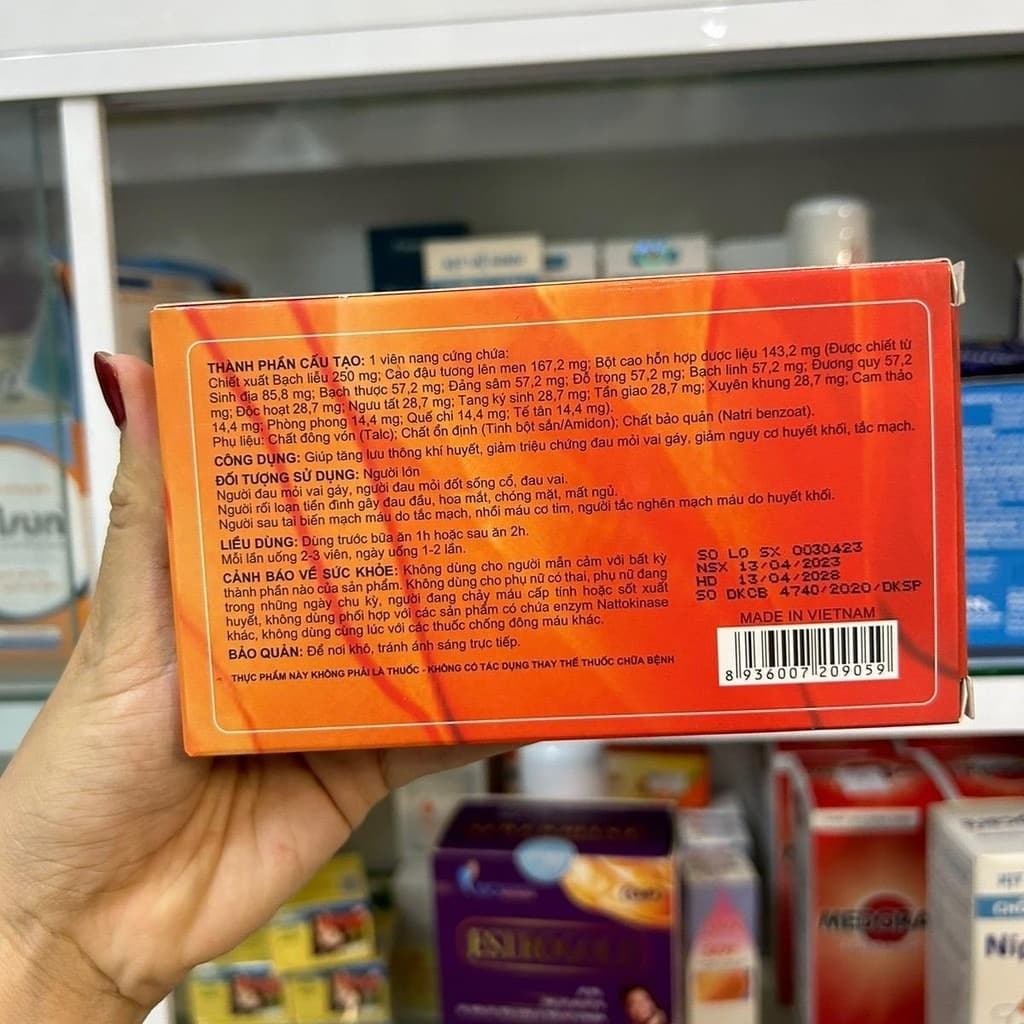 THÀNH PHẦN CẤU TẠO: 1 viên nang cứng chứa:
Chiết xuất Bạch liễu 250 mg; Cao đậu tương lên men 167,2 mg; Bột cao hỗn hợp dược liệu 143,2 mg (Được chiết từ
Sinh địa 85,8 mg; Bạch thược 57,2 mg; Đảng sâm 57,2 mg; Đỗ trọng 57,2 mg; Bạch linh 57,2 mg; Đương quy 57,2
mg; Độc hoạt 28,7 mg; Ngưu tất 28,7 mg; Tang ký sinh 28,7 mg; Tần giao 28,7 mg; Xuyên khung 28,7 mg; Cam thảo
14,4 mg; Phòng phong 14,4 mg; Quế chi 14,4 mg; Tế tân 14,4 mg).
Phụ liệu: Chất đông vón (Talc); Chất ổn định (Tinh bột sắn/Amidon); Chất bảo quản (Natri benzoat).
CÔNG DỤNG: Giúp tăng lưu thông khí huyết, giảm triệu chứng đau mỏi vai gáy, giảm nguy cơ huyết khối, tắc mạch.
ĐỐI TƯỢNG SỬ DỤNG: Người lớn
Người đau mỏi vai gáy, người đau mỏi đốt sống cổ, đau vai.
Người rối loạn tiền đình gây đau đầu, hoa mắt, chóng mặt, mất ngủ.
Người sau tai biến mạch máu do tắc mạch, nhồi máu cơ tim, người tắc nghẽn mạch máu do huyết khối.
LIỀU DÙNG: Dùng trước bữa ăn 1h hoặc sau ăn 2h.
Mỗi lần uống 2-3 viên, ngày uống 1-2 lần.
CẢNH BÁO VỀ SỨC KHỎE: Không dùng cho người mẫn cảm với bất kỳ
thành phần nào của sản phẩm. Không dùng cho phụ nữ có thai, phụ nữ đang
trong những ngày chu kỳ, người đang chảy máu cấp tính hoặc sốt xuất
huyết, không dùng phối hợp với các sản phẩm có chứa enzym Nattokinase
khác, không dùng cùng lúc với các thuốc chống đông máu khác.
BẢO QUẢN: Để nơi khô, tránh ánh sáng trực tiếp.
THỰC PHẨM NÀY KHÔNG PHẢI LÀ THUỐC - KHÔNG CÓ TÁC DỤNG THAY THẾ THUỐC CHỮA BỆNH
SO LO SX 0030423
NSX 13/04/2023
HD 13/04/2028
SO DKCB 4740/2020/DKSP
MADE IN VIETNAM
8 936007 209059